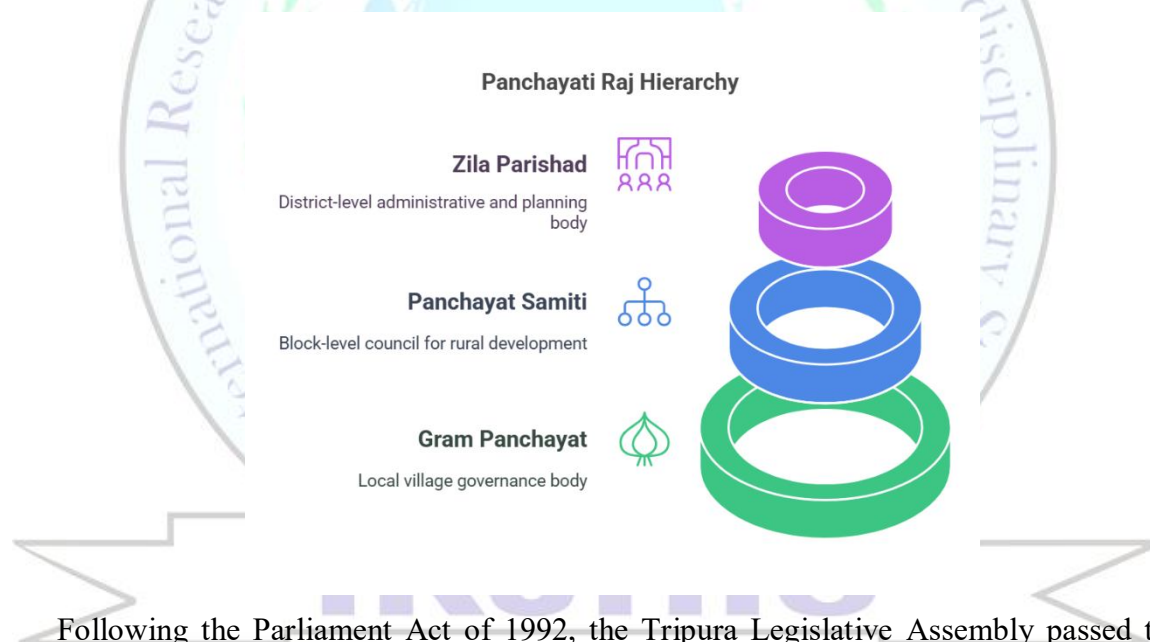 Panchayati Raj Hierarchy
Zila Parishad
District-level administrative and planning
body
Panchayat Samiti
Block-level council for rural development
Gram Panchayat
Local village governance body
Following the Parliament Act of 1992, the Tripura Legislative Assembly passed